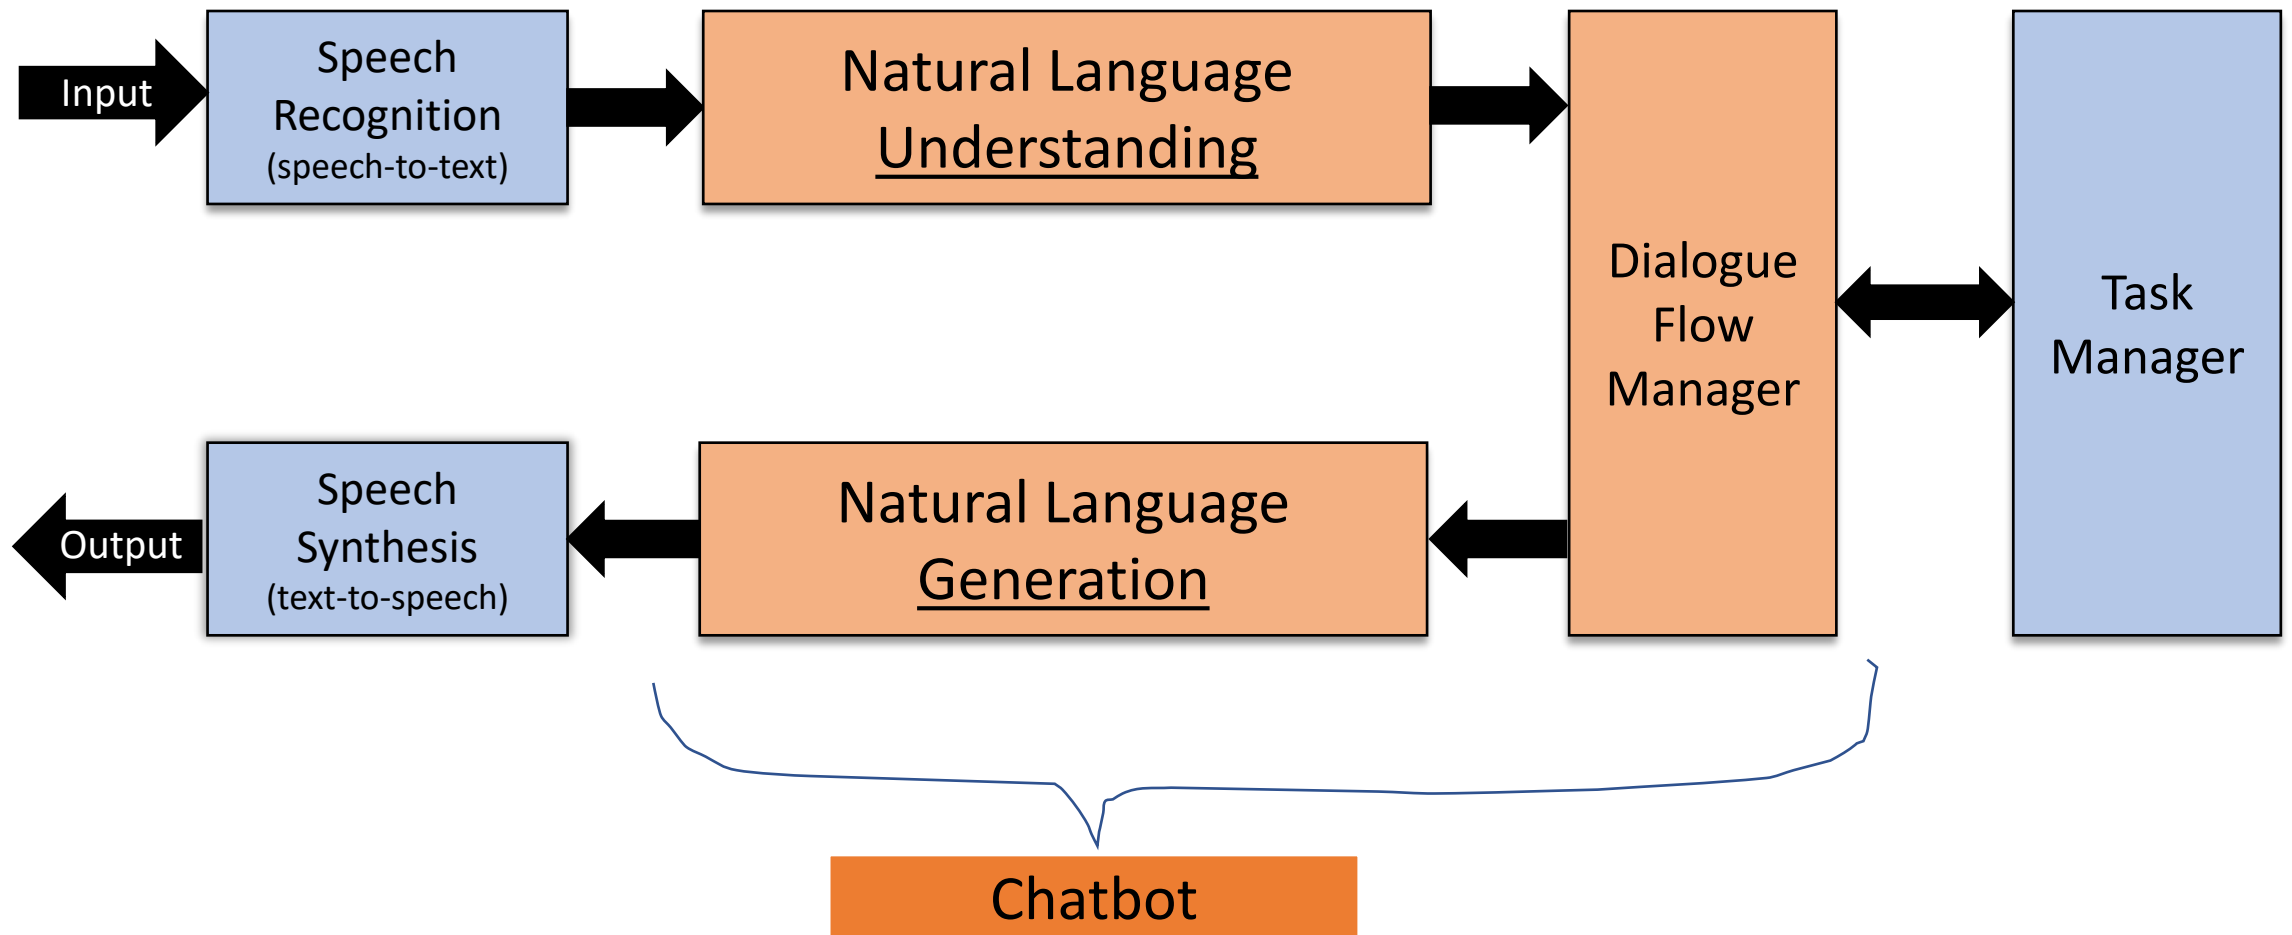 Input
Speech
Recognition
(speech-to-text)
Natural Language
Understanding
Dialogue
Flow
Manager
Task
Manager
Output
Speech
Synthesis
(text-to-speech)
Natural Language
Generation
Chatbot